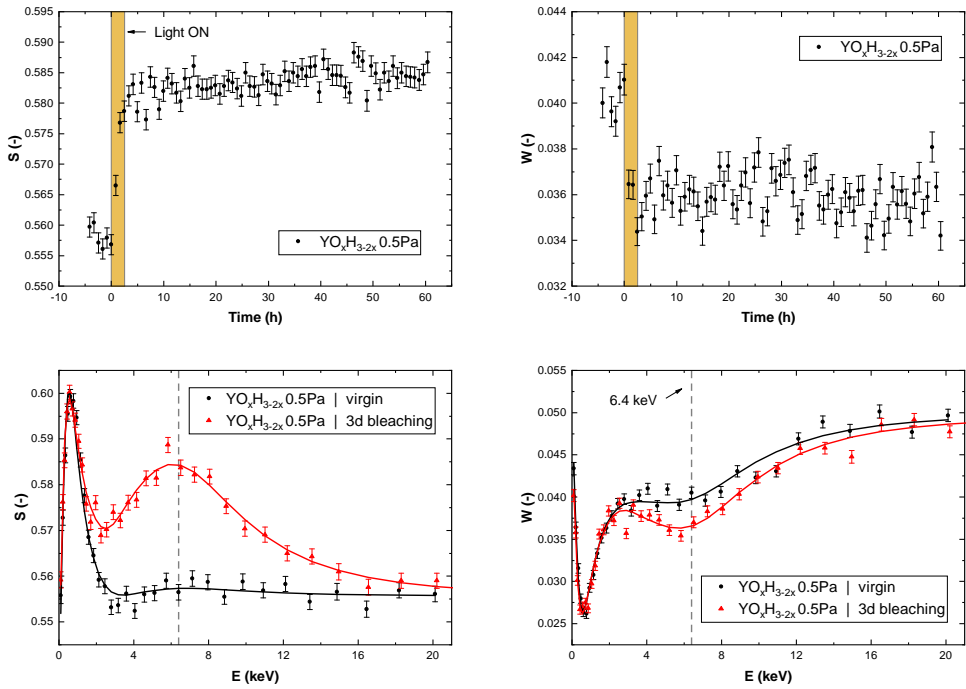 0.595
0.590
0.585
0.580
0.575
0.570
0.565
0.560
0.555
0.550
S (-)
Light ON
YOₓH₃₋₂ₓ 0.5Pa
-10 0 10 20 30 40 50 60
Time (h)
0.044
0.042
0.040
0.038
0.036
0.034
0.032
W (-)
YOₓH₃₋₂ₓ 0.5Pa
-10 0 10 20 30 40 50 60
Time (h)
0.60
0.59
0.58
0.57
0.56
0.55
S (-)
YOₓH₃₋₂ₓ 0.5Pa | virgin
YOₓH₃₋₂ₓ 0.5Pa | 3d bleaching
0 4 8 12 16 20
E (keV)
0.050
0.045
0.040
0.035
0.030
0.025
W (-)
6.4 keV
YOₓH₃₋₂ₓ 0.5Pa | virgin
YOₓH₃₋₂ₓ 0.5Pa | 3d bleaching
0 4 8 12 16 20
E (keV)